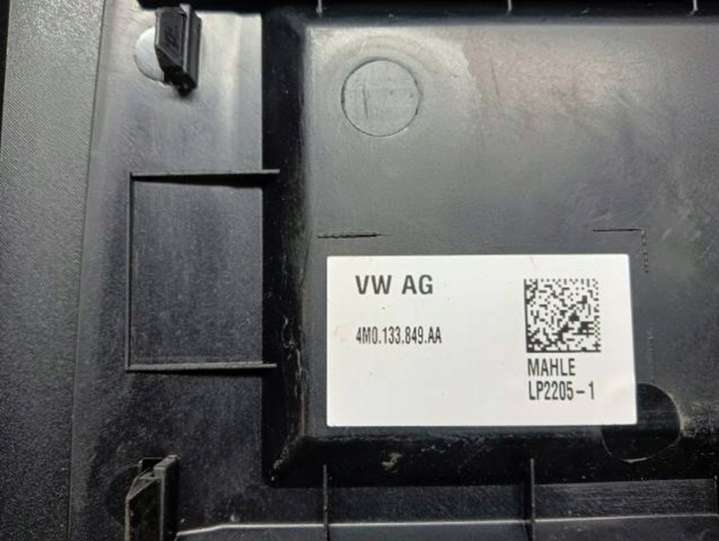 VW AG
4M0.133.849.AA
MAHLE
LP2205-1